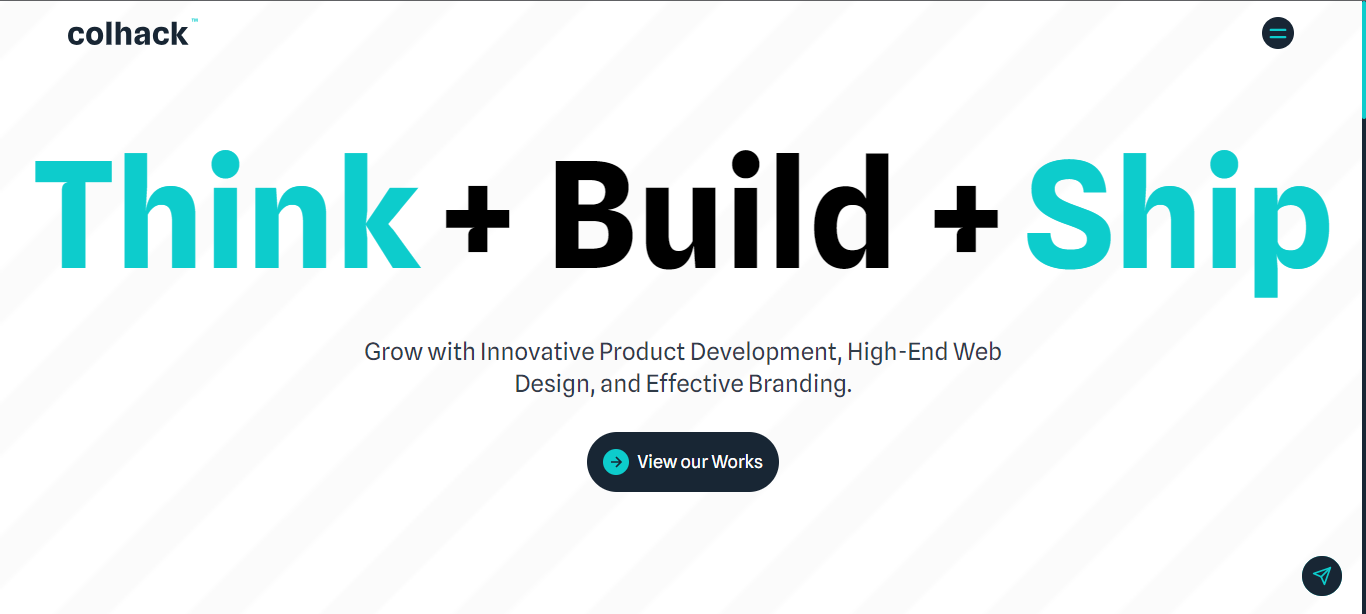 colhack™
Think + Build + Ship
Grow with Innovative Product Development, High-End Web
Design, and Effective Branding.
View our Works